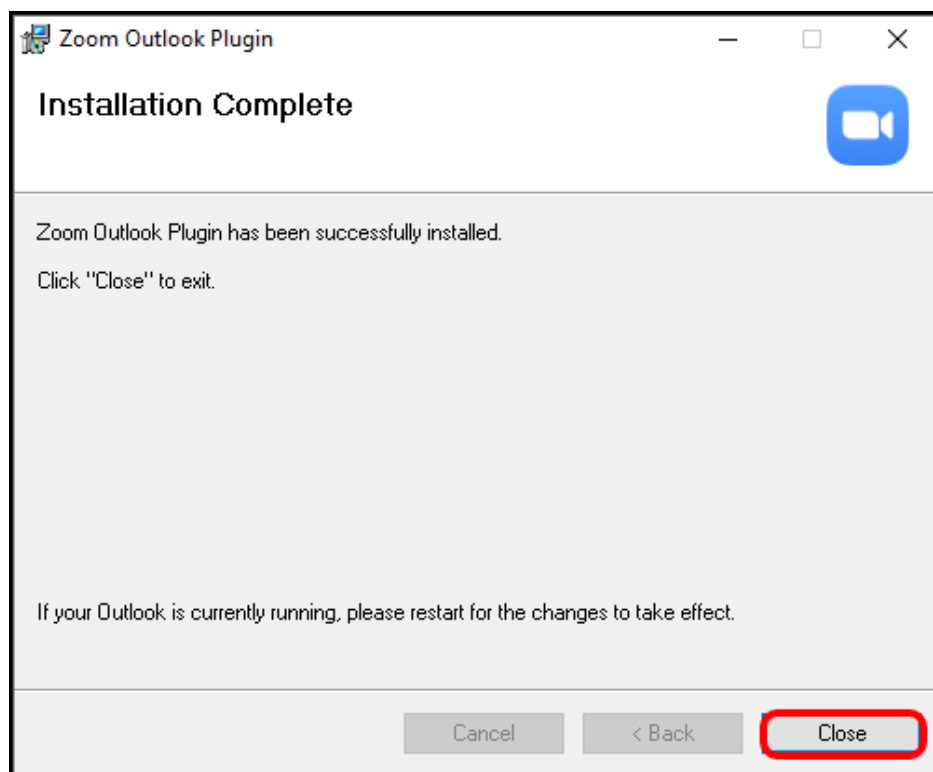 Zoom Outlook Plugin
Installation Complete
Zoom Outlook Plugin has been successfully installed.
Click "Close" to exit.
If your Outlook is currently running, please restart for the changes to take effect.
Cancel
< Back
Close